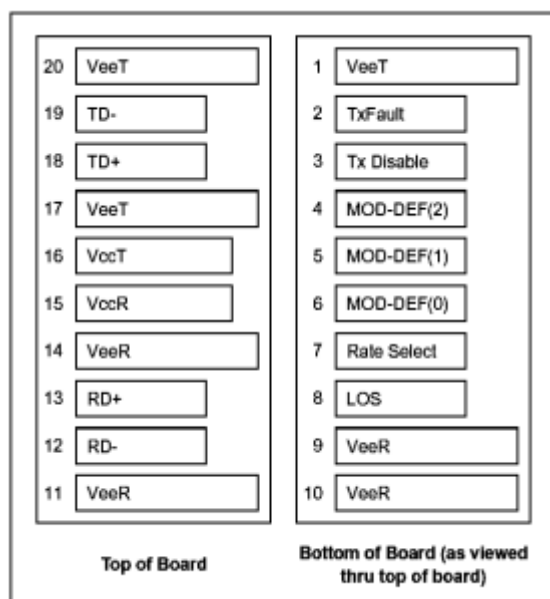 20 VeeT
19 TD-
18 TD+
17 VeeT
16 VccT
15 VccR
14 VeeR
13 RD+
12 RD-
11 VeeR
Top of Board
1 VeeT
2 TxFault
3 Tx Disable
4 MOD-DEF(2)
5 MOD-DEF(1)
6 MOD-DEF(0)
7 Rate Select
8 LOS
9 VeeR
10 VeeR
Bottom of Board (as viewed
thru top of board)